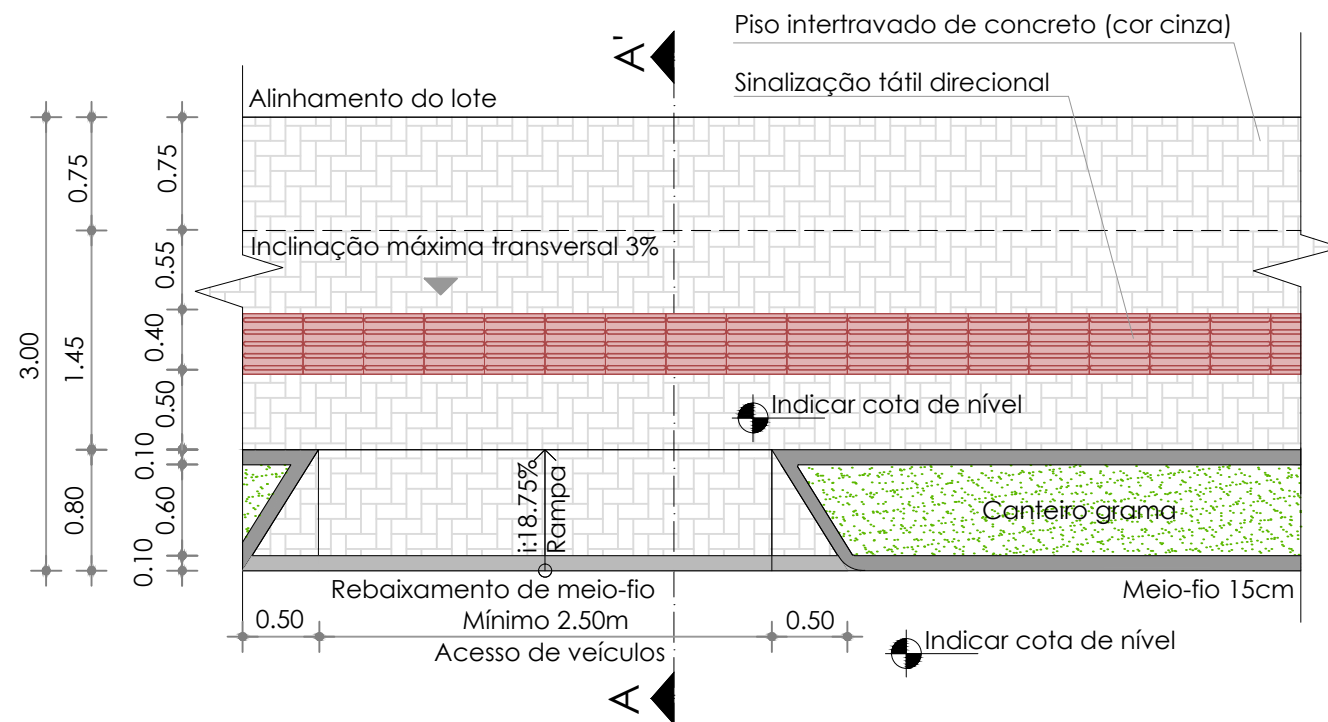 Piso intertravado de concreto (cor cinza)
A'
Sinalização tátil direcional
Alinhamento do lote
0.75
0.75
Inclinação máxima transversal 3%
0.55
3.00
1.45
0.40
0.50
Indicar cota de nível
0.10
0.80
0.60
i:18.75%
Rampa
Canteiro grama
0.10
Rebaixamento de meio-fio
Meio-fio 15cm
0.50
Mínimo 2.50m
0.50
Acesso de veículos
Indicar cota de nível
A